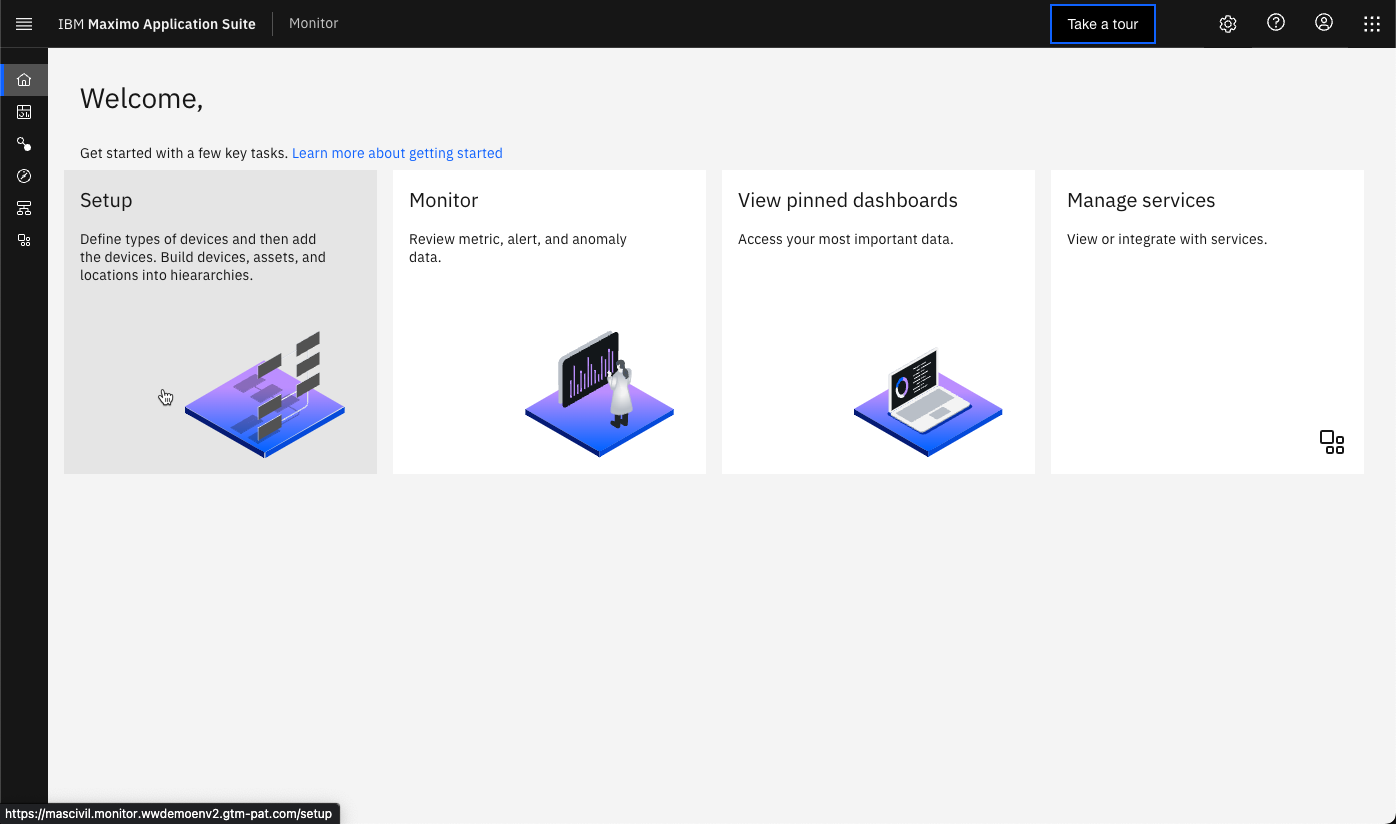 IBM Maximo Application Suite
Monitor
Take a tour
Welcome,
Get started with a few key tasks. Learn more about getting started
Setup
Define types of devices and then add
the devices. Build devices, assets, and
locations into hieararchies.
Monitor
Review metric, alert, and anomaly
data.
View pinned dashboards
Access your most important data.
Manage services
View or integrate with services.
https://mascivil.monitor.wwdemoenv2.gtm-pat.com/setup